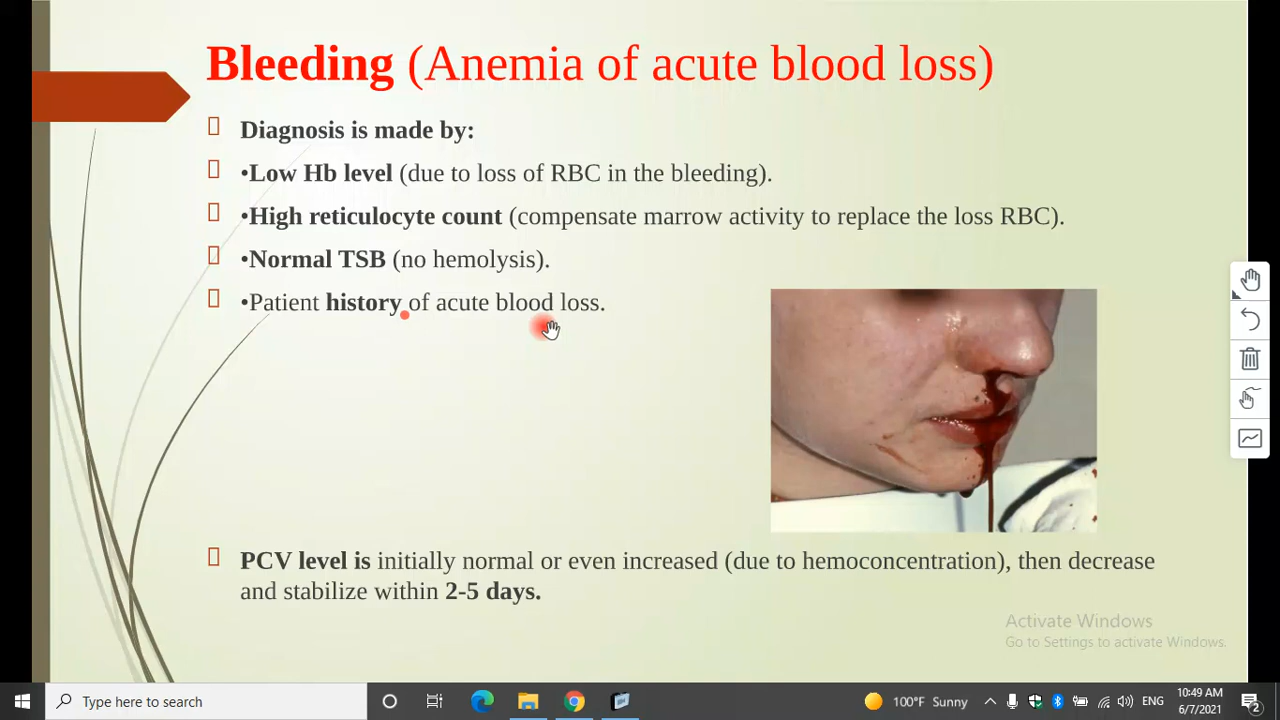 Bleeding (Anemia of acute blood loss)
Diagnosis is made by:
•Low Hb level (due to loss of RBC in the bleeding).
•High reticulocyte count (compensate marrow activity to replace the loss RBC).
•Normal TSB (no hemolysis).
•Patient history of acute blood loss.
PCV level is initially normal or even increased (due to hemoconcentration), then decrease
and stabilize within 2-5 days.
Activate Windows
Go to Settings to activate Windows.
Type here to search
100°F Sunny
ENG
10:49 AM
6/7/2021
2